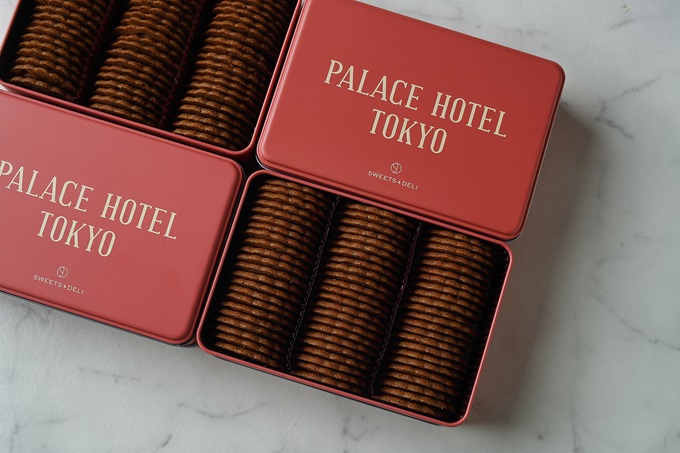 PALACE HOTEL
TOKYO
SWEETS & DELI
PALACE HOTEL
TOKYO
SWEETS & DELI